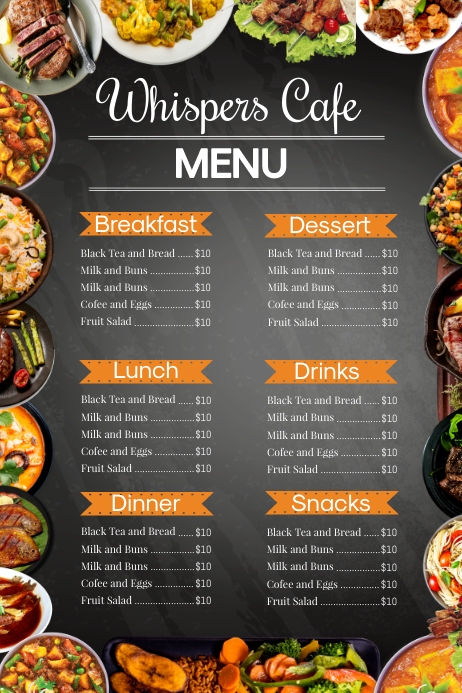 Whispers Cafe
MENU
Breakfast
Black Tea and Bread ..... $10
Milk and Buns ............. $10
Milk and Buns ............. $10
Cofee and Eggs ............ $10
Fruit Salad ..................... $10
Dessert
Black Tea and Bread ..... $10
Milk and Buns ............. $10
Milk and Buns ............. $10
Cofee and Eggs ............ $10
Fruit Salad ..................... $10
Lunch
Black Tea and Bread ..... $10
Milk and Buns ............. $10
Milk and Buns ............. $10
Cofee and Eggs ............ $10
Fruit Salad ..................... $10
Drinks
Black Tea and Bread ..... $10
Milk and Buns ............. $10
Milk and Buns ............. $10
Cofee and Eggs ............ $10
Fruit Salad ..................... $10
Dinner
Black Tea and Bread ..... $10
Milk and Buns ............. $10
Milk and Buns ............. $10
Cofee and Eggs ............ $10
Fruit Salad ..................... $10
Snacks
Black Tea and Bread ..... $10
Milk and Buns ............. $10
Milk and Buns ............. $10
Cofee and Eggs ............ $10
Fruit Salad ..................... $10